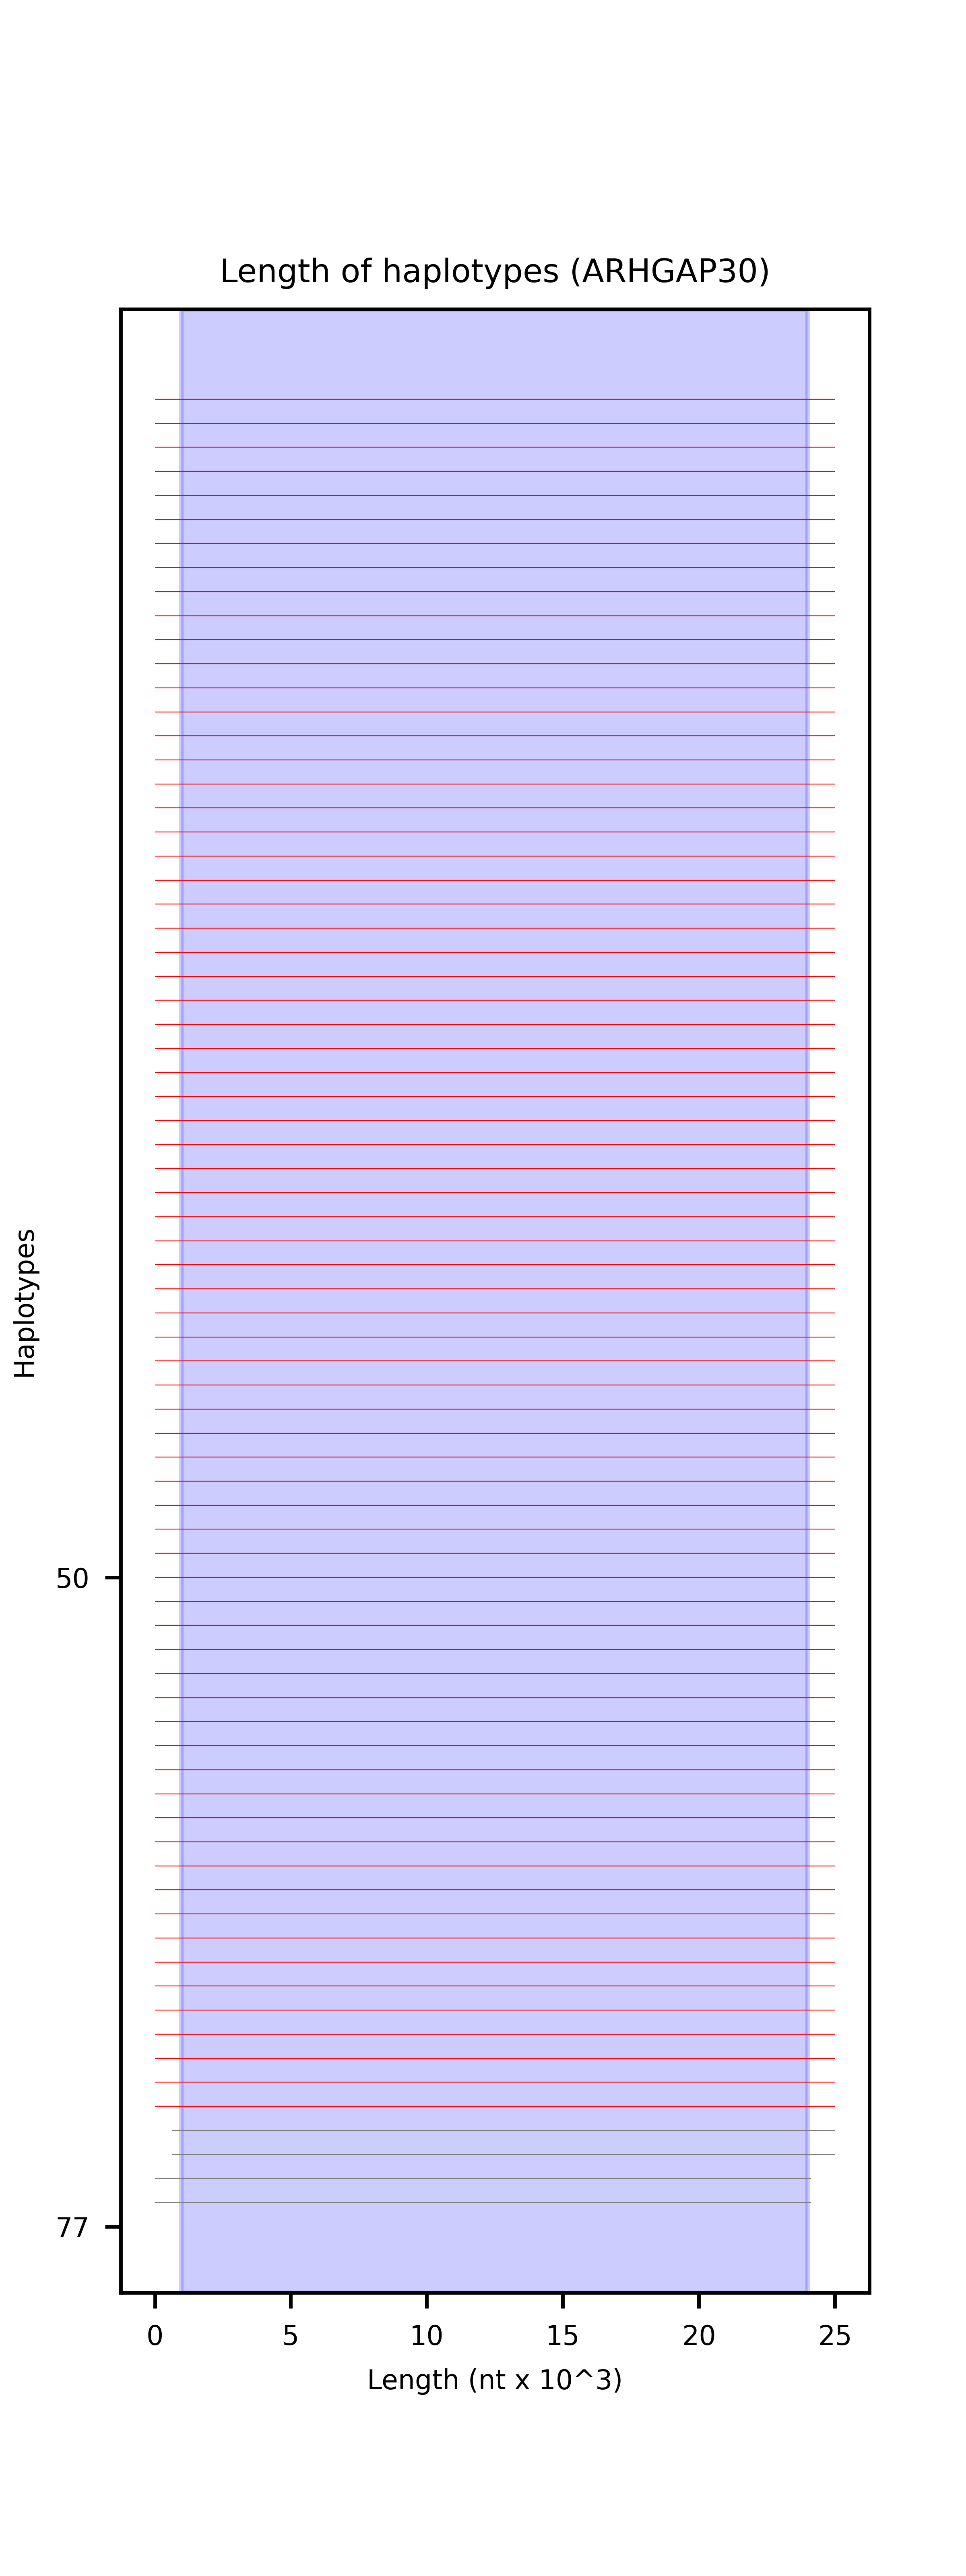 Length of haplotypes (ARHGAP30)
Haplotypes
50
77
0 5 10 15 20 25
Length (nt x 10^3)